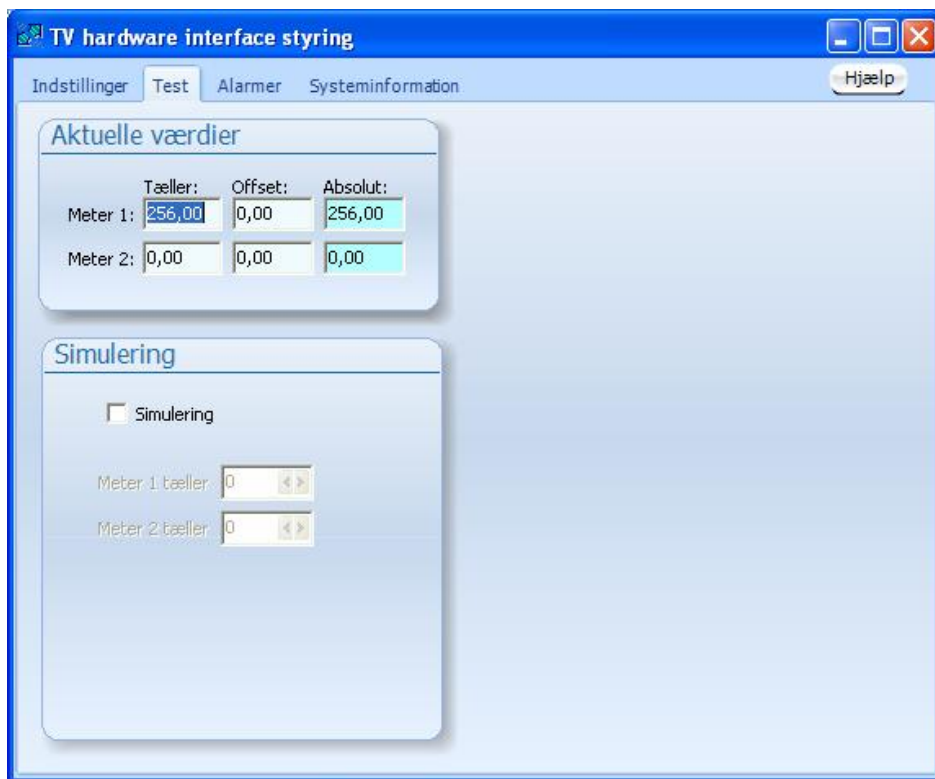 TV hardware interface styring
Indstillinger Test Alarmer Systeminformation Hjælp
Aktuelle værdier
Tæller: Offset: Absolut:
Meter 1: 256,00 0,00 256,00
Meter 2: 0,00 0,00 0,00
Simulering
Simulering
Meter 1 tæller 0
Meter 2 tæller 0